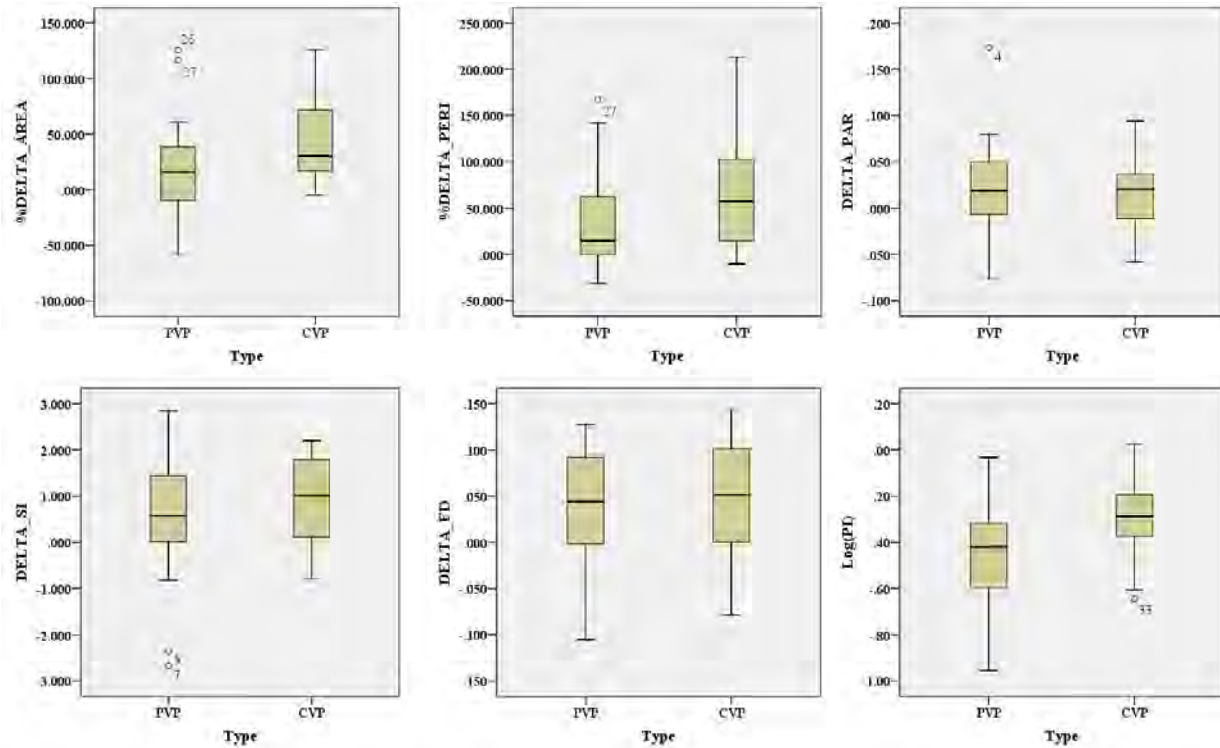 %DELTA_AREA
150.000
100.000
50.000
.000
-50.000
-100.000
26
27
PVP
CVP
Type
%DELTA_PERI
250.000
200.000
150.000
100.000
50.000
.000
-50.000
27
PVP
CVP
Type
DELTA_PAR
.200
.150
.100
.050
.000
.050
-.100
4
PVP
CVP
Type
DELTA_SI
3.000
2.000
1.000
.000
-1.000
-2.000
3.000
7
PVP
CVP
Type
DELTA_FD
.150
.100
.050
.000
.050
-.100
150
PVP
CVP
Type
Log(PI)
.20
.00
.20
.40
-.60
-.80
1.00
33
PVP
CVP
Type